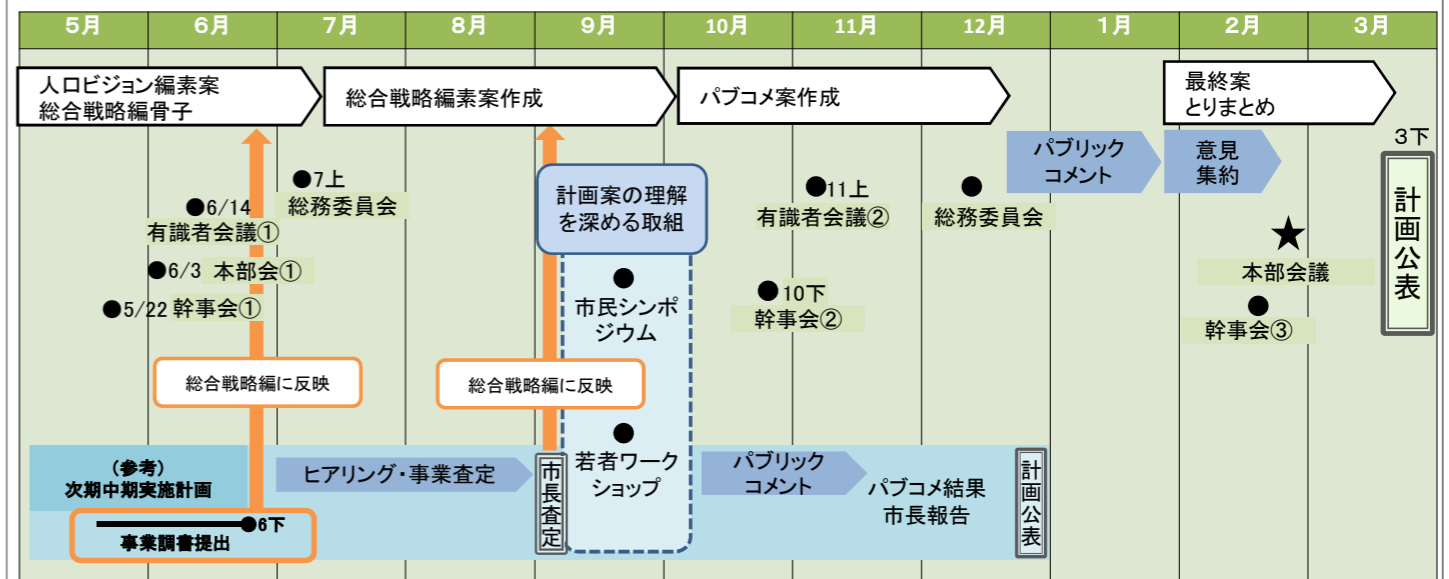 5月 6月 7月 8月 9月 10月 11月 12月 1月 2月 3月
人口ビジョン編素案
総合戦略編骨子
総合戦略編素案作成
パブコメ案作成
最終案
とりまとめ
パブリック
コメント
意見
集約
3下
計画公表
●7上
総務委員会
●6/14
有識者会議①
●6/3 本部会①
●5/22 幹事会①
計画案の理解
を深める取組
●
市民シンポ
ジウム
●
若者ワーク
ショップ
●11上
有識者会議②
●
総務委員会
●10下
幹事会②
★
本部会議
●
幹事会③
総合戦略編に反映
総合戦略編に反映
(参考)
次期中期実施計画
●6下
事業調書提出
ヒアリング・事業査定
市長査定
パブリック
コメント
パブコメ結果
市長報告
計画公表